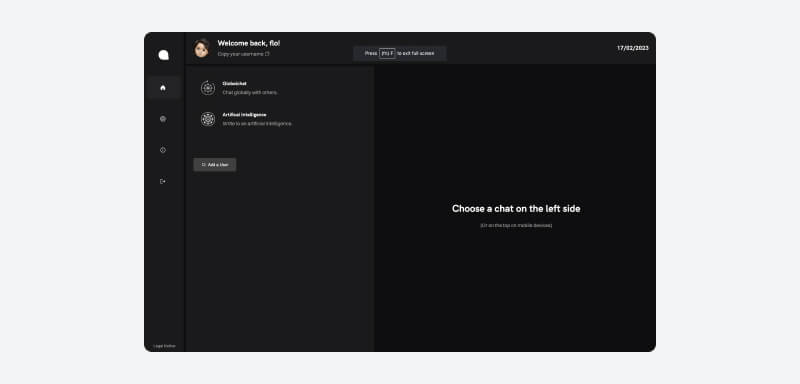 Welcome back, flo!
Copy your username
Press [Fn] F to exit full screen
17/02/2023
Globalchat
Chat globally with others.
Artificial Intelligence
Write to an artificial intelligence.
Add a User
Choose a chat on the left side
(Or on the top on mobile devices)
Legal Notice